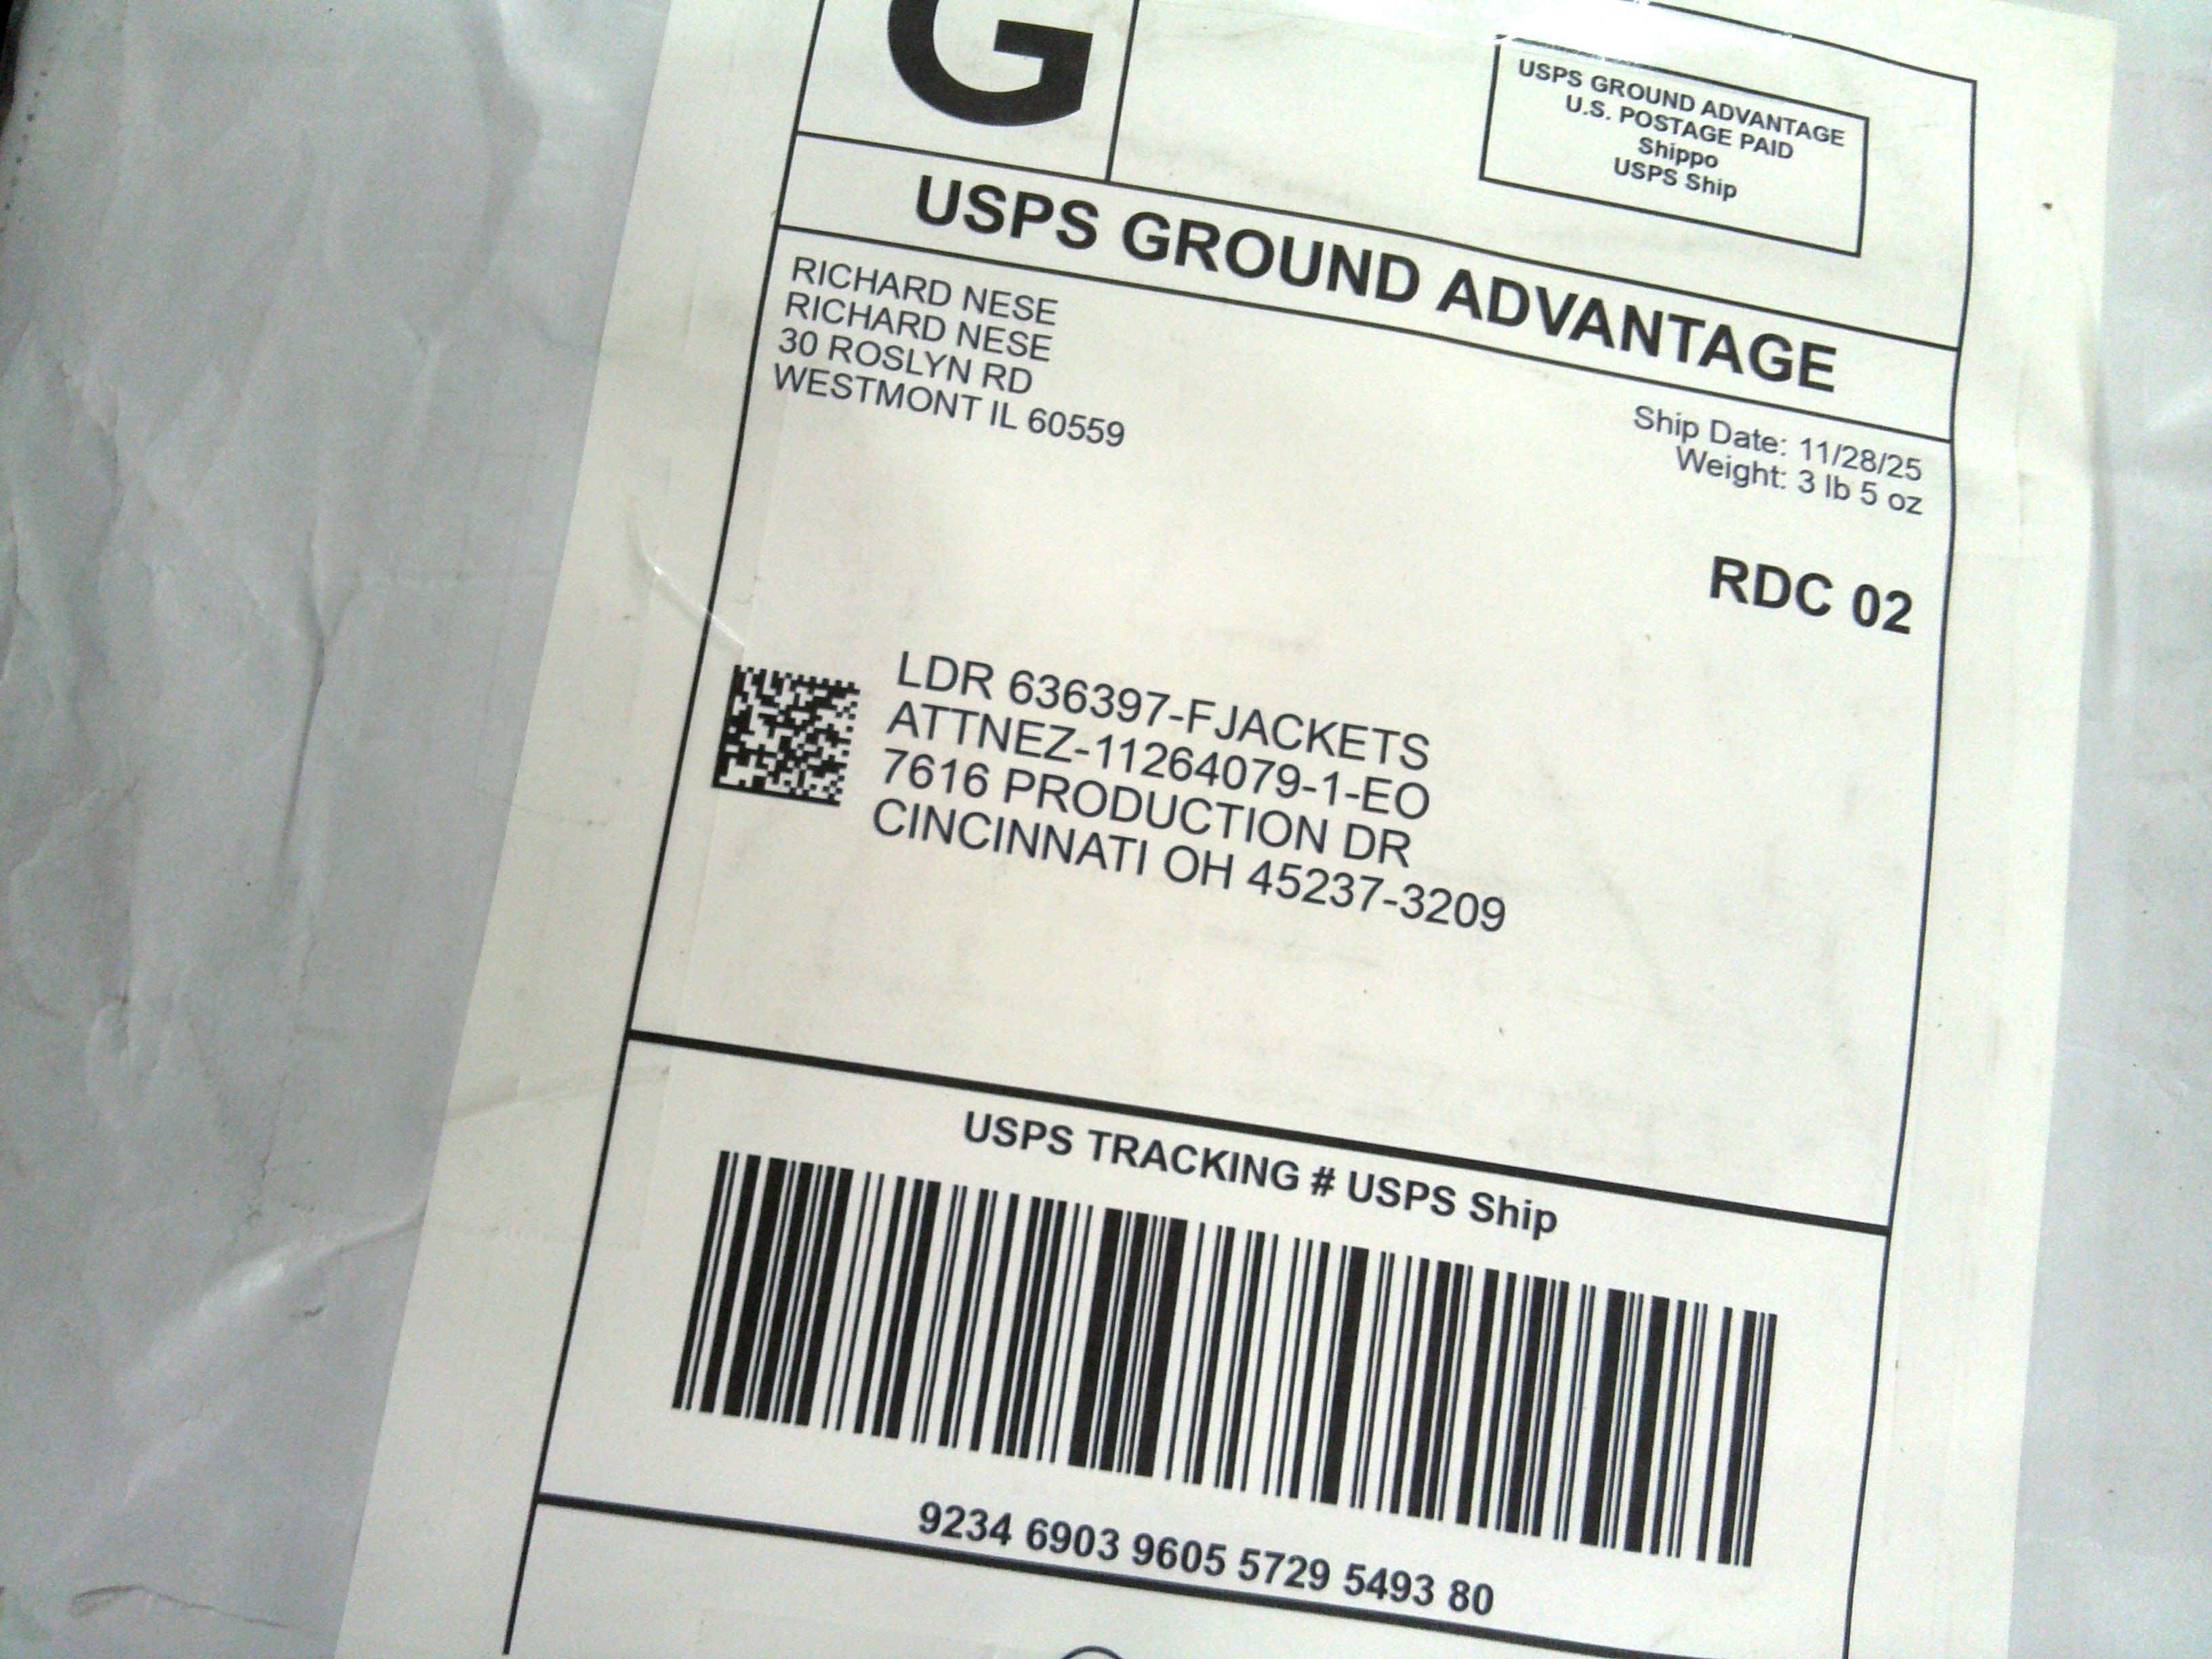 G
USPS GROUND ADVANTAGE
U.S. POSTAGE PAID
Shippo
USPS Ship
USPS GROUND ADVANTAGE
RICHARD NESE
RICHARD NESE
30 ROSLYN RD
WESTMONT IL 60559
Ship Date: 11/28/25
Weight: 3 lb 5 oz
RDC 02
LDR 636397-FJACKETS
ATTNEZ-11264079-1-EO
7616 PRODUCTION DR
CINCINNATI OH 45237-3209
USPS TRACKING # USPS Ship
9234 6903 9605 5729 5493 80